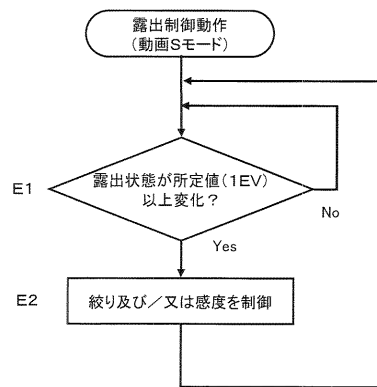 露出制御動作
(動画Sモード)
E1
露出状態が所定値(1EV)
以上変化?
No
Yes
E2
絞り及び/又は感度を制御